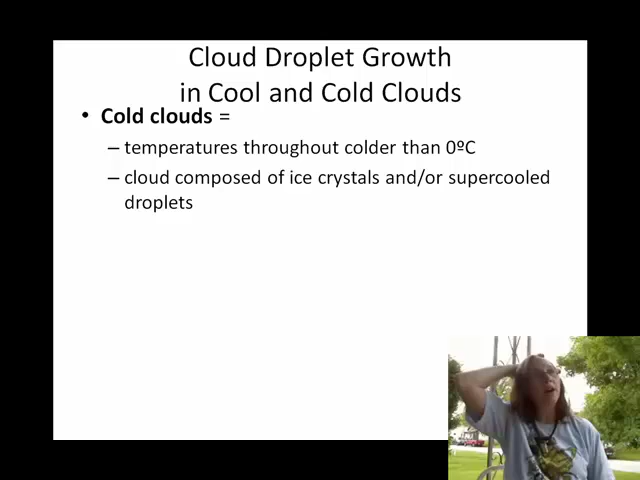 Cloud Droplet Growth
in Cool and Cold Clouds
• Cold clouds =
– temperatures throughout colder than 0ºC
– cloud composed of ice crystals and/or supercooled
droplets